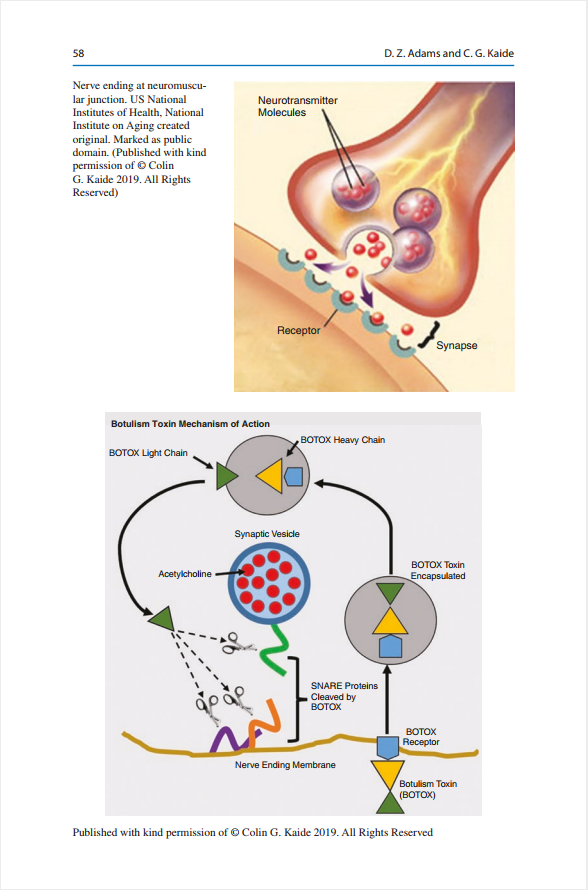 58
D. Z. Adams and C. G. Kaide
Nerve ending at neuromuscu-
lar junction. US National
Institutes of Health, National
Institute on Aging created
original. Marked as public
domain. (Published with kind
permission of © Colin
G. Kaide 2019. All Rights
Reserved)
Neurotransmitter
Molecules
Receptor
Synapse
Botulism Toxin Mechanism of Action
BOTOX Heavy Chain
BOTOX Light Chain
Synaptic Vesicle
Acetylcholine
BOTOX Toxin
Encapsulated
SNARE Proteins
Cleaved by
BOTOX
BOTOX
Receptor
Nerve Ending Membrane
Botulism Toxin
(BOTOX)
Published with kind permission of © Colin G. Kaide 2019. All Rights Reserved